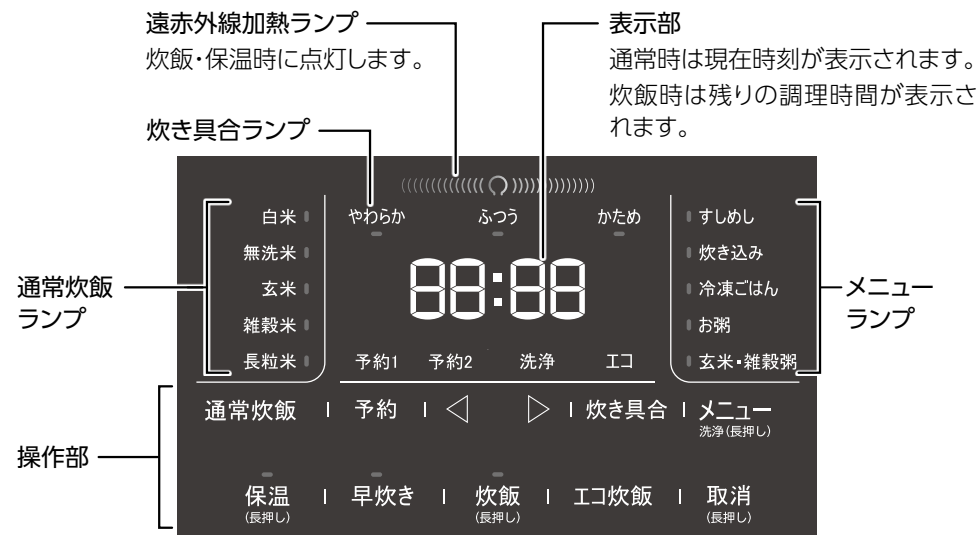 遠赤外線加熱ランプ
炊飯・保温時に点灯します。
表示部
通常時は現在時刻が表示されます。
炊飯時は残りの調理時間が表示さ
れます。
炊き具合ランプ
やわらか ふつう かため
白米
無洗米
玄米
雑穀米
長粒米
通常炊飯
ランプ
88:88
すしめし
炊き込み
冷凍ごはん
お粥
玄米・雑穀粥
メニュー
ランプ
予約1 予約2 洗浄 エコ
操作部
通常炊飯 予約 ◁ ▷ 炊き具合 メニュー
洗浄(長押し)
保温 早炊き 炊飯 エコ炊飯 取消
(長押し) (長押し) (長押し)